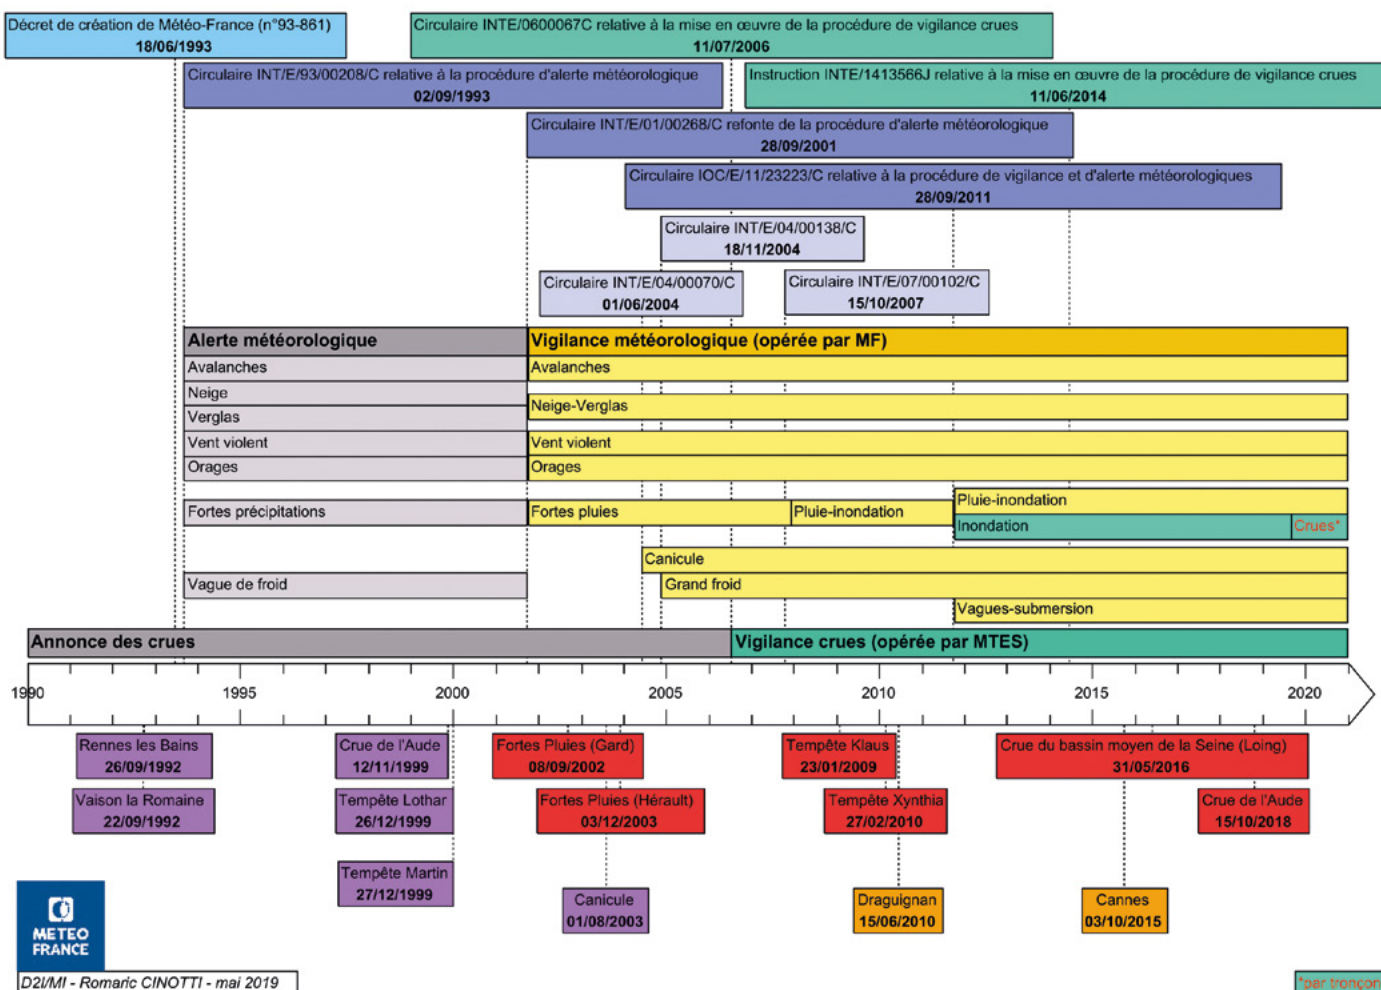 Décret de création de Météo-France (n°93-861)
18/06/1993
Circulaire INTE/0600067C relative à la mise en œuvre de la procédure de vigilance crues
11/07/2006
Circulaire INT/E/93/00208/C relative à la procédure d'alerte météorologique
02/09/1993
Instruction INTE/1413566J relative à la mise en œuvre de la procédure de vigilance crues
11/06/2014
Circulaire INT/E/01/00268/C refonte de la procédure d'alerte météorologique
28/09/2001
Circulaire IOC/E/11/23223/C relative à la procédure de vigilance et d'alerte météorologiques
28/09/2011
Circulaire INT/E/04/00138/C
18/11/2004
Circulaire INT/E/04/00070/C
01/06/2004
Circulaire INT/E/07/00102/C
15/10/2007
Alerte météorologique
Vigilance météorologique (opérée par MF)
Avalanches
Avalanches
Neige
Neige-Verglas
Verglas
Vent violent
Vent violent
Orages
Orages
Pluie-inondation
Fortes précipitations
Fortes pluies
Pluie-inondation
Inondation
Crues*
Canicule
Vague de froid
Grand froid
Vagues-submersion
Annonce des crues
Vigilance crues (opérée par MTES)
1990
1995
2000
2005
2010
2015
2020
Rennes les Bains
26/09/1992
Crue de l'Aude
12/11/1999
Fortes Pluies (Gard)
08/09/2002
Tempête Klaus
23/01/2009
Crue du bassin moyen de la Seine (Loing)
31/05/2016
Vaison la Romaine
22/09/1992
Tempête Lothar
26/12/1999
Fortes Pluies (Hérault)
03/12/2003
Tempête Xynthia
27/02/2010
Crue de l'Aude
15/10/2018
Tempête Martin
27/12/1999
Canicule
01/08/2003
Draguignan
15/06/2010
Cannes
03/10/2015
METEO
FRANCE
D2I/MI - Romaric CINOTTI - mai 2019
*par tronçon